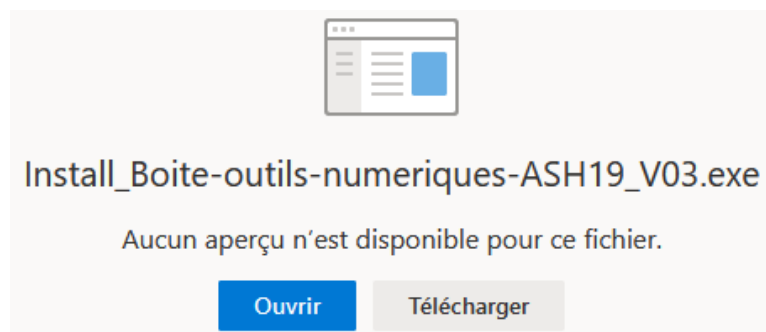 Install_Boite-outils-numeriques-ASH19_V03.exe
Aucun aperçu n’est disponible pour ce fichier.
Ouvrir
Télécharger